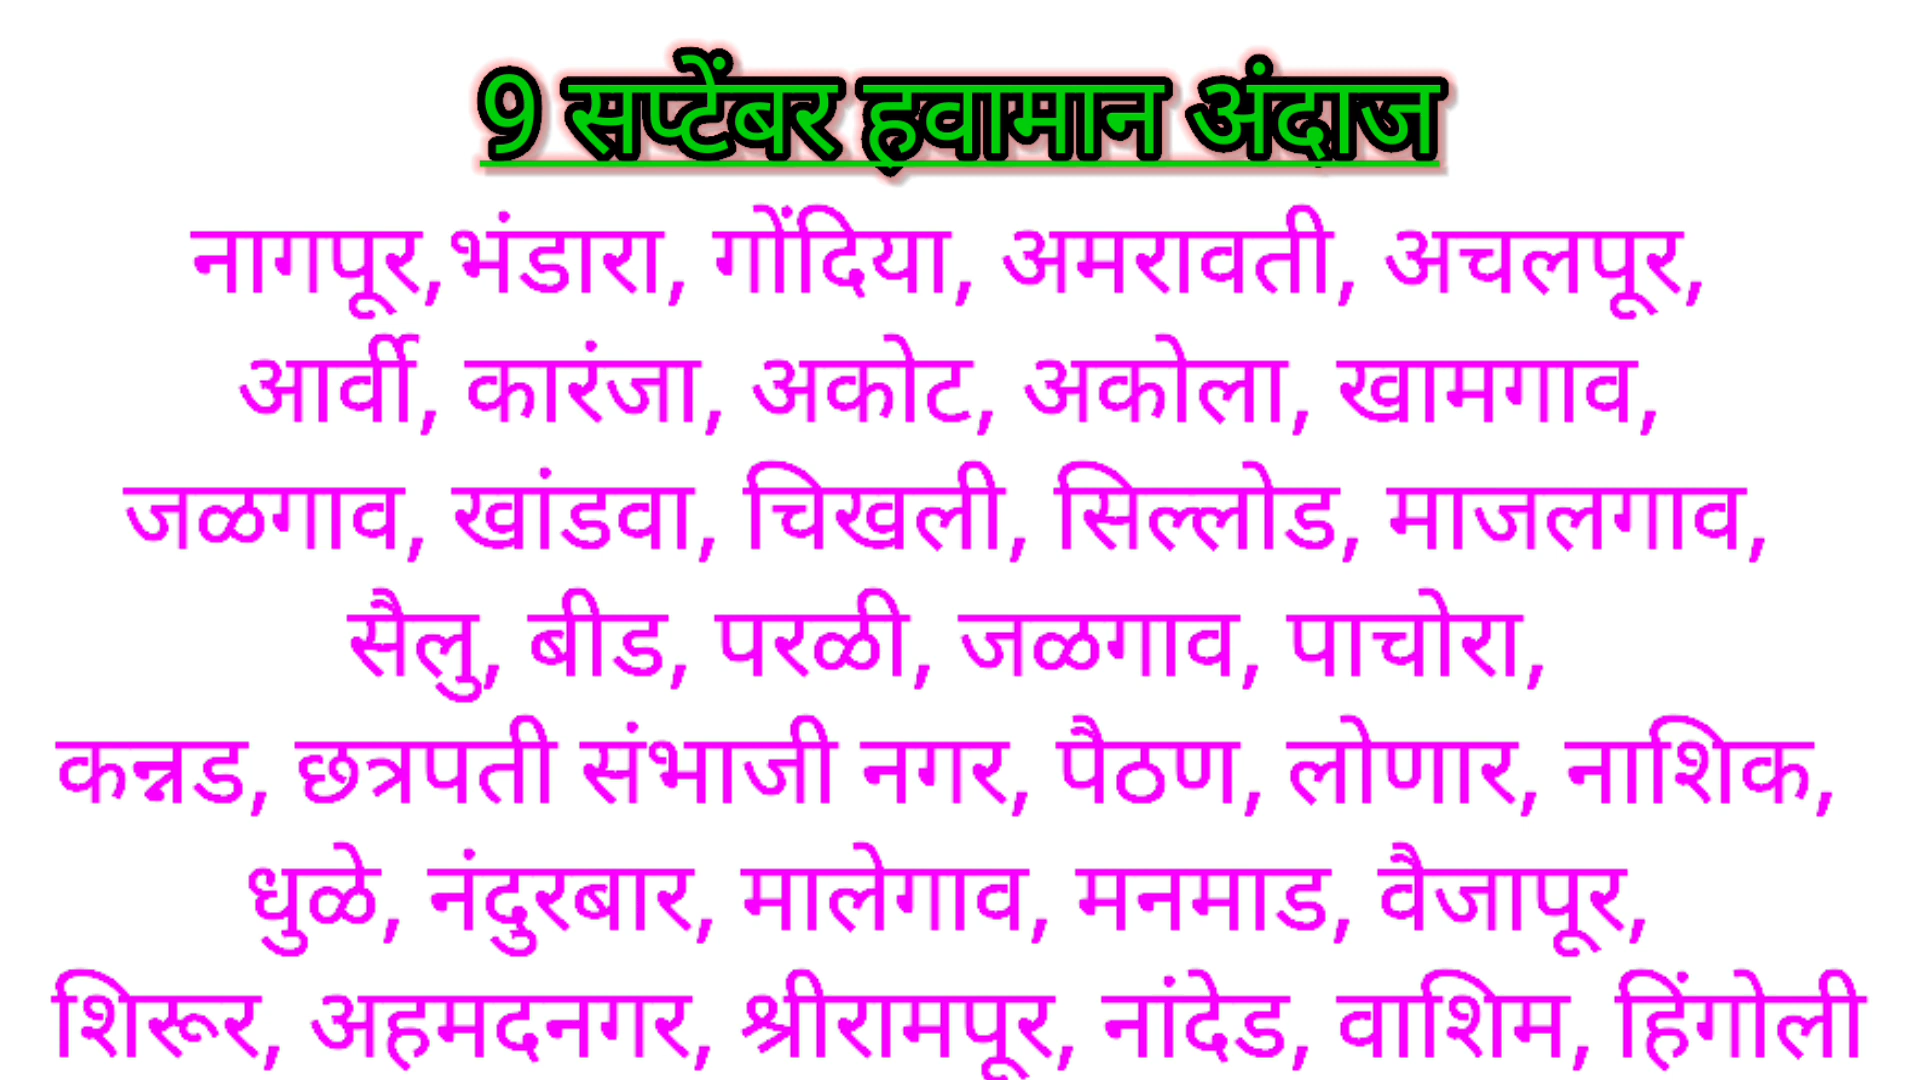 9 सप्टेंबर हवामान अंदाज
नागपूर,भंडारा, गोंदिया, अमरावती, अचलपूर,
आर्वी, कारंजा, अकोट, अकोला, खामगाव,
जळगाव, खांडवा, चिखली, सिल्लोड, माजलगाव,
सैलु, बीड, परळी, जळगाव, पाचोरा,
कन्नड, छत्रपती संभाजी नगर, पैठण, लोणार, नाशिक,
धुळे, नंदुरबार, मालेगाव, मनमाड, वैजापूर,
शिरूर, अहमदनगर, श्रीरामपूर, नांदेड, वाशिम, हिंगोली